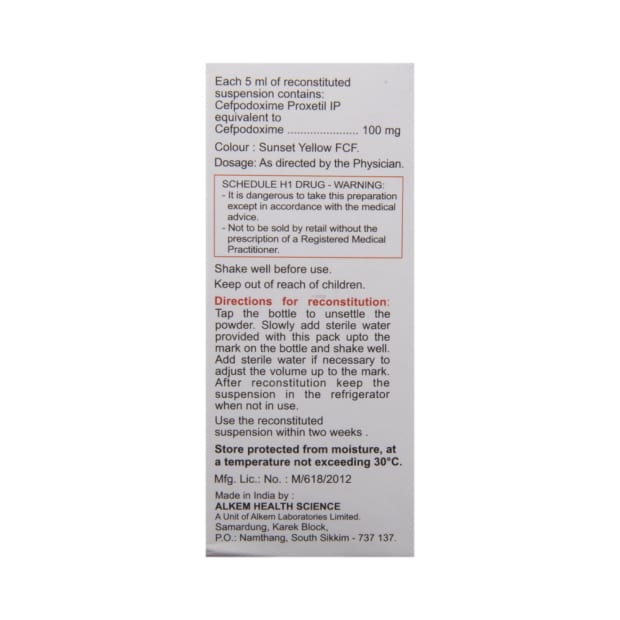 Each 5 ml of reconstituted
suspension contains:
Cefpodoxime Proxetil IP
equivalent to
Cefpodoxime ...................... 100 mg
Colour : Sunset Yellow FCF.
Dosage: As directed by the Physician.
SCHEDULE H1 DRUG - WARNING:
- It is dangerous to take this preparation
except in accordance with the medical
advice.
- Not to be sold by retail without the
prescription of a Registered Medical
Practitioner.
Shake well before use.
Keep out of reach of children.
Directions for reconstitution:
Tap the bottle to unsettle the
powder. Slowly add sterile water
provided with this pack upto the
mark on the bottle and shake well.
Add sterile water if necessary to
adjust the volume up to the mark.
After reconstitution keep the
suspension in the refrigerator
when not in use.
Use the reconstituted
suspension within two weeks .
Store protected from moisture, at
a temperature not exceeding 30°C.
Mfg. Lic.: No. : M/618/2012
Made in India by :
ALKEM HEALTH SCIENCE
A Unit of Alkem Laboratories Limited.
Samardung, Karek Block,
P.O.: Namthang, South Sikkim - 737 137.